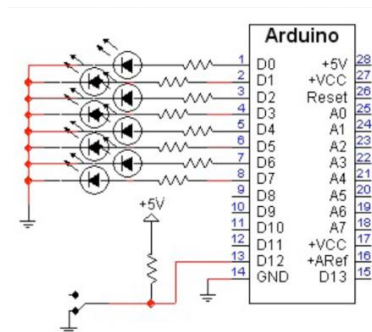 Arduino
1 D0 +5V 28
2 D1 +VCC 27
3 D2 Reset 26
4 D3 A0 25
5 D4 A1 24
6 D5 A2 23
7 D6 A3 22
8 D7 A4 21
9 D8 A5 20
10 D9 A6 19
11 D10 A7 18
12 D11 +VCC 17
13 D12 +ARef 16
14 GND D13 15
+5V